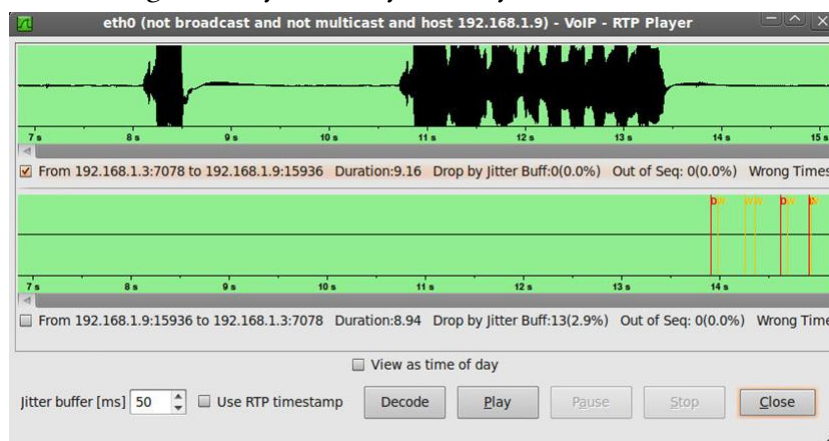 eth0 (not broadcast and not multicast and host 192.168.1.9) - VoIP - RTP Player
7 s 8 s 9 s 10 s 11 s 12 s 13 s 14 s 15 s
From 192.168.1.3:7078 to 192.168.1.9:15936 Duration:9.16 Drop by Jitter Buff:0(0.0%) Out of Seq: 0(0.0%) Wrong Times
D W W W D W W
7 s 8 s 9 s 10 s 11 s 12 s 13 s 14 s
From 192.168.1.9:15936 to 192.168.1.3:7078 Duration:8.94 Drop by Jitter Buff:13(2.9%) Out of Seq: 0(0.0%) Wrong Time
View as time of day
Jitter buffer [ms] 50 Use RTP timestamp Decode Play Pause Stop Close